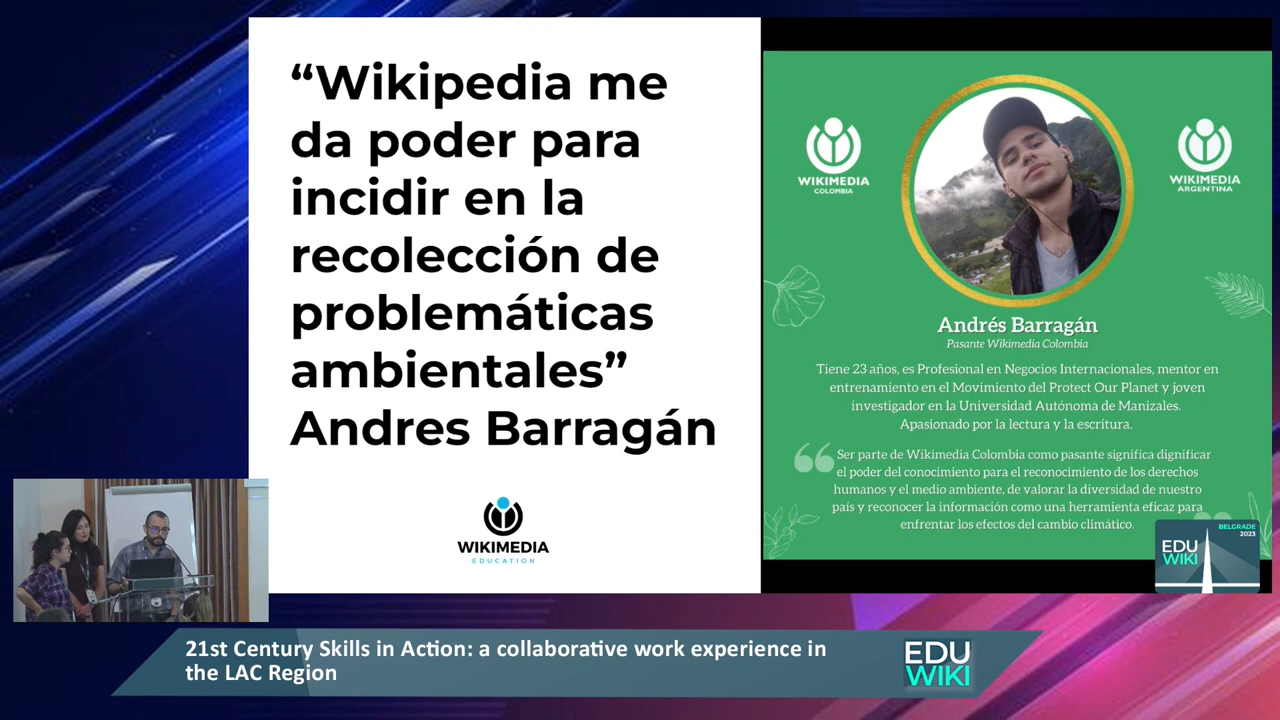 “Wikipedia me
da poder para
incidir en la
recolección de
problemáticas
ambientales”
Andres Barragán
WIKIMEDIA
EDUCATION
WIKIMEDIA
COLOMBIA
WIKIMEDIA
ARGENTINA
Andrés Barragán
Pasante Wikimedia Colombia
Tiene 23 años, es Profesional en Negocios Internacionales, mentor en
entrenamiento en el Movimiento del Protect Our Planet y joven
investigador en la Universidad Autónoma de Manizales.
Apasionado por la lectura y la escritura.
“ Ser parte de Wikimedia Colombia como pasante significa dignificar
el poder del conocimiento para el reconocimiento de los derechos
humanos y el medio ambiente, de valorar la diversidad de nuestro
país y reconocer la información como una herramienta eficaz para
enfrentar los efectos del cambio climático.
BELGRADE
2023
EDU
WIKI
21st Century Skills in Action: a collaborative work experience in
the LAC Region
EDU
WIKI